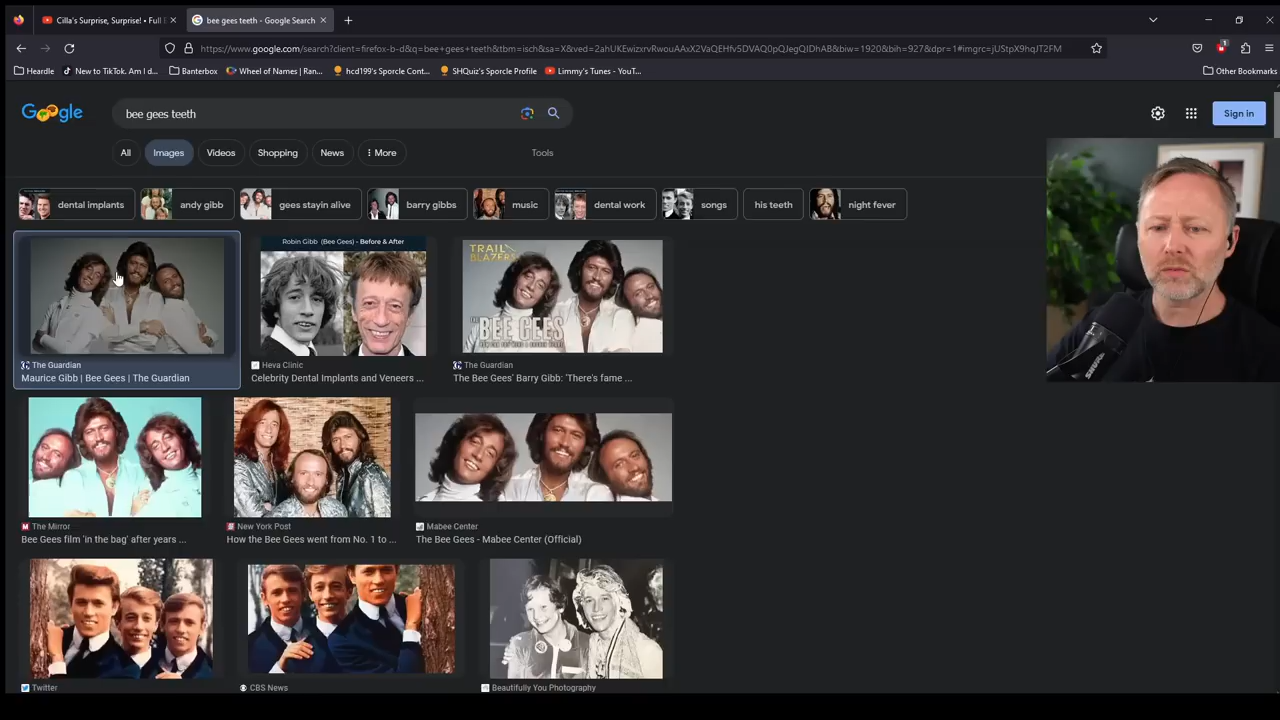 Cilla's Surprise, Surprise! • Full E
bee gees teeth - Google Search
https://www.google.com/search?client=firefox-b-d&q=bee+gees+teeth&tbm=isch&sa=X&ved=2ahUKEwizxrvRwouAAxX2VaQEHfv5DVAQ0pQJegQIDhAB&biw=1920&bih=927&dpr=1#imgrc=jUStpX9hqJT2FM
1
Heardle
New to TikTok, Am I d...
Banterbox
Wheel of Names | Ran...
hcd199's Sporcle Cont...
SHQuiz's Sporcle Profile
Limmy's Tunes - YouT...
Other Bookmarks
Google
bee gees teeth
Sign in
All
Images
Videos
Shopping
News
More
Tools
dental implants
andy gibb
gees stayin alive
barry gibbs
music
dental work
songs
his teeth
night fever
Robin Gibb (Bee Gees) - Before & After
TRAIL BLAZERS
THE BEE GEES
The Guardian
Maurice Gibb | Bee Gees | The Guardian
Heva Clinic
Celebrity Dental Implants and Veneers ...
The Guardian
The Bee Gees' Barry Gibb: 'There's fame ...
The Mirror
Bee Gees film 'in the bag' after years ...
New York Post
How the Bee Gees went from No. 1 to ...
Mabee Center
The Bee Gees - Mabee Center (Official)
Twitter
CBS News
Beautifully You Photography
SHURE